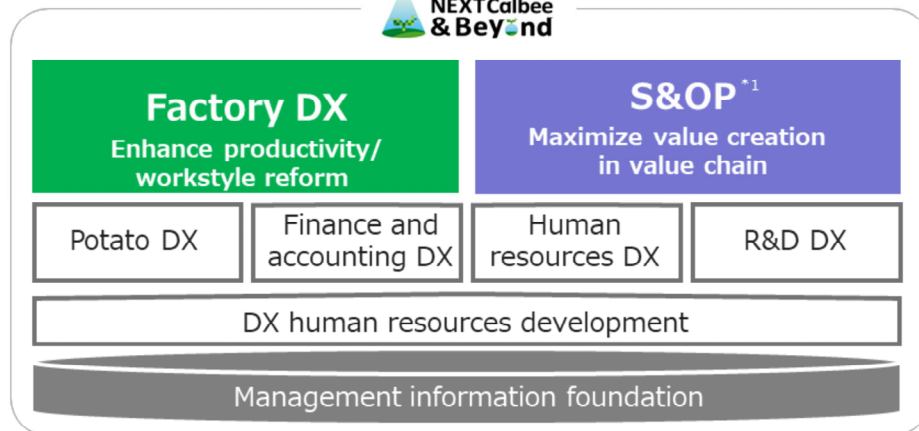 NEXT Calbee
& Beyond
Factory DX
Enhance productivity/
workstyle reform
S&OP*1
Maximize value creation
in value chain
Potato DX
Finance and
accounting DX
Human
resources DX
R&D DX
DX human resources development
Management information foundation